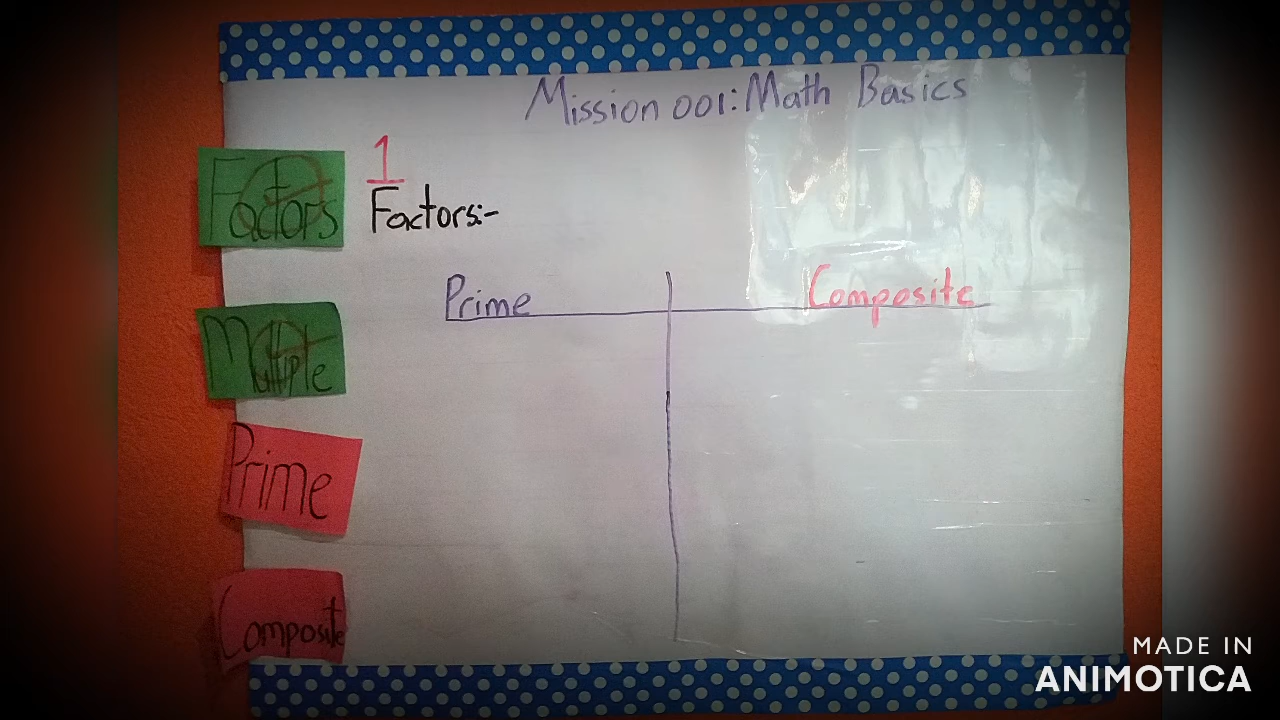 Mission 001: Math Basics
Factors
1
Factors:-
Prime
Composite
Multiple
Prime
Composite
MADE IN
ANIMOTICA